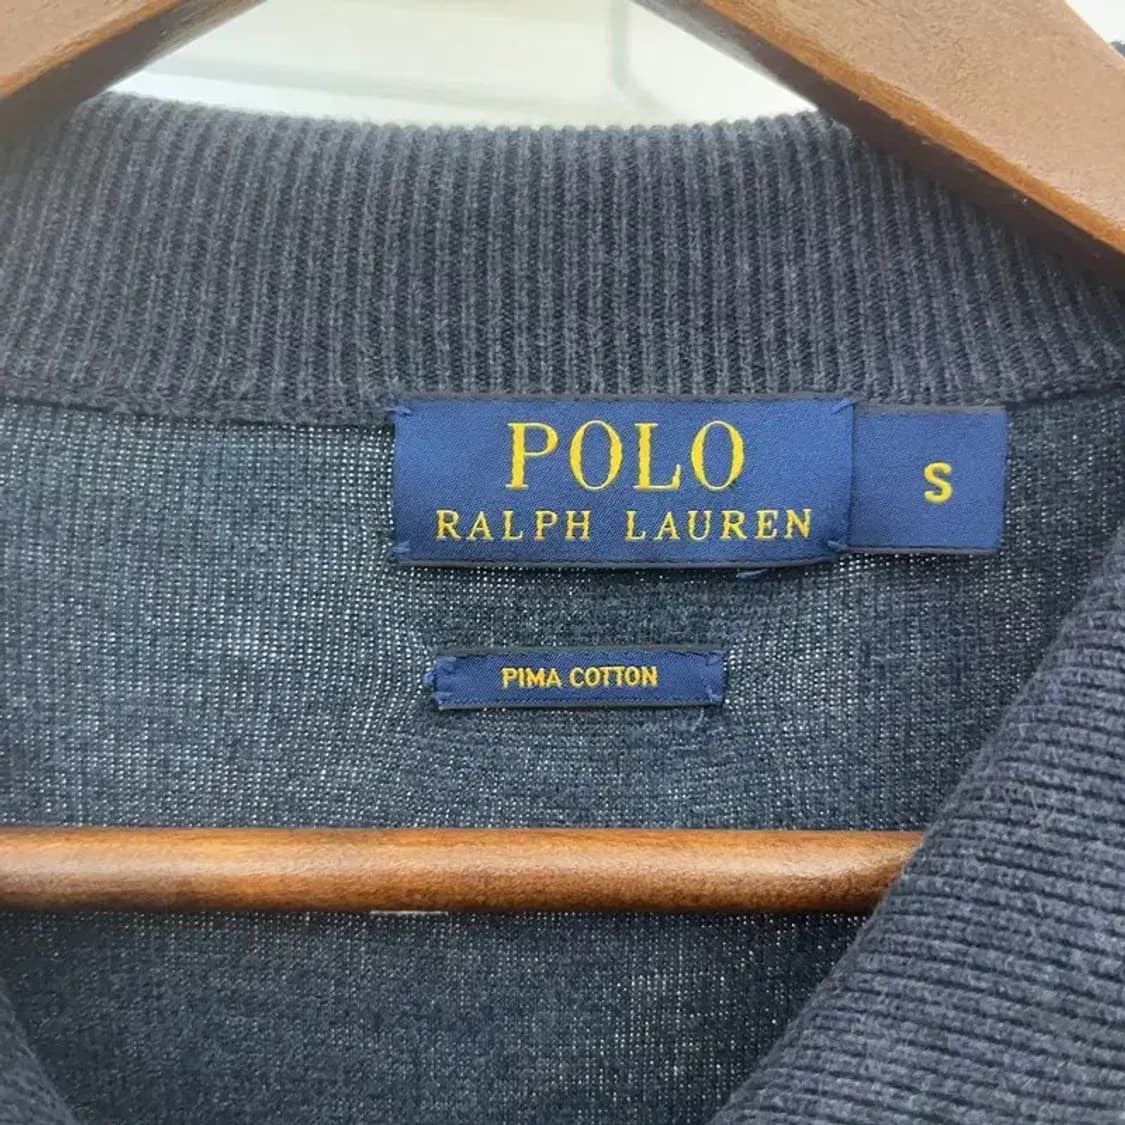 POLO
RALPH LAUREN
S
PIMA COTTON